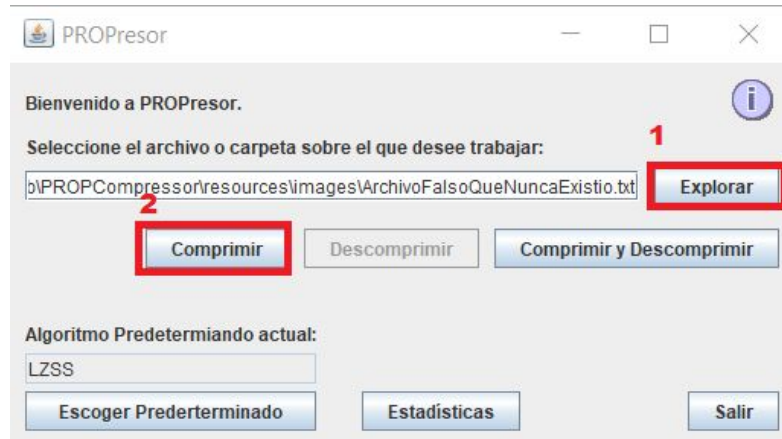 PROPresor
Bienvenido a PROPresor.
i
1
Seleccione el archivo o carpeta sobre el que desee trabajar:
o\PROPCompressor\resources\images\ArchivoFalsoQueNuncaExistio.txt Explorar
2
Comprimir Descomprimir Comprimir y Descomprimir
Algoritmo Predetermiando actual:
LZSS
Escoger Prederterminado Estadísticas Salir